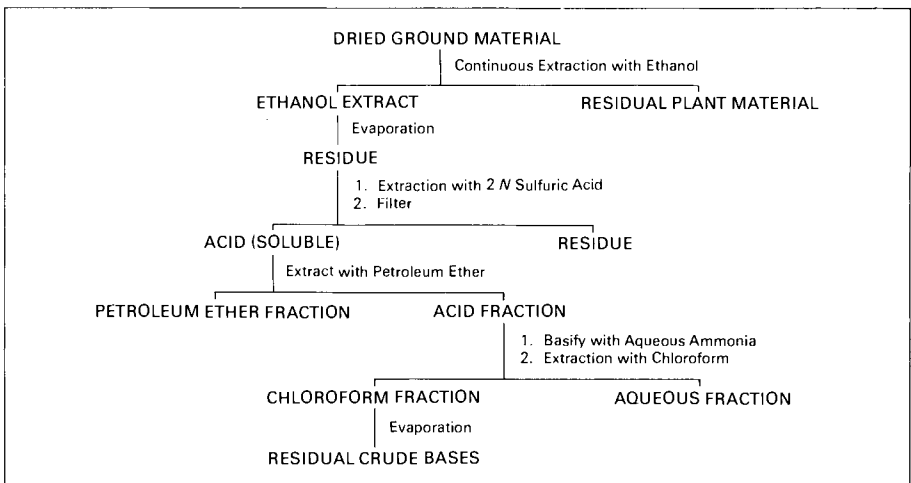 DRIED GROUND MATERIAL
Continuous Extraction with Ethanol
ETHANOL EXTRACT RESIDUAL PLANT MATERIAL
Evaporation
RESIDUE
1. Extraction with 2 N Sulfuric Acid
2. Filter
ACID (SOLUBLE) RESIDUE
Extract with Petroleum Ether
PETROLEUM ETHER FRACTION ACID FRACTION
1. Basify with Aqueous Ammonia
2. Extraction with Chloroform
CHLOROFORM FRACTION AQUEOUS FRACTION
Evaporation
RESIDUAL CRUDE BASES